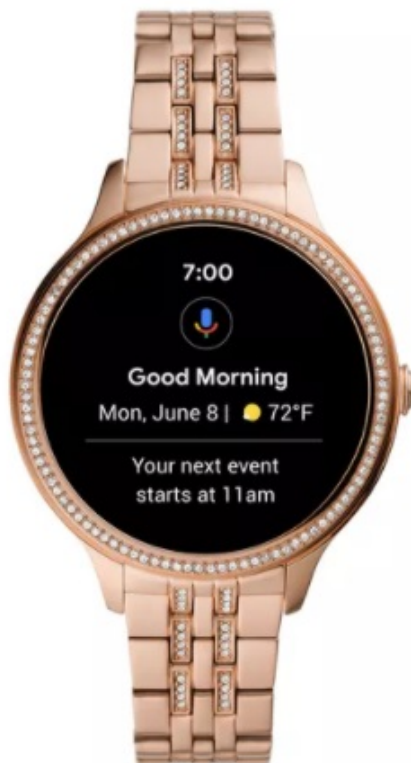 7:00
Good Morning
Mon, June 8 | 72°F
Your next event
starts at 11am